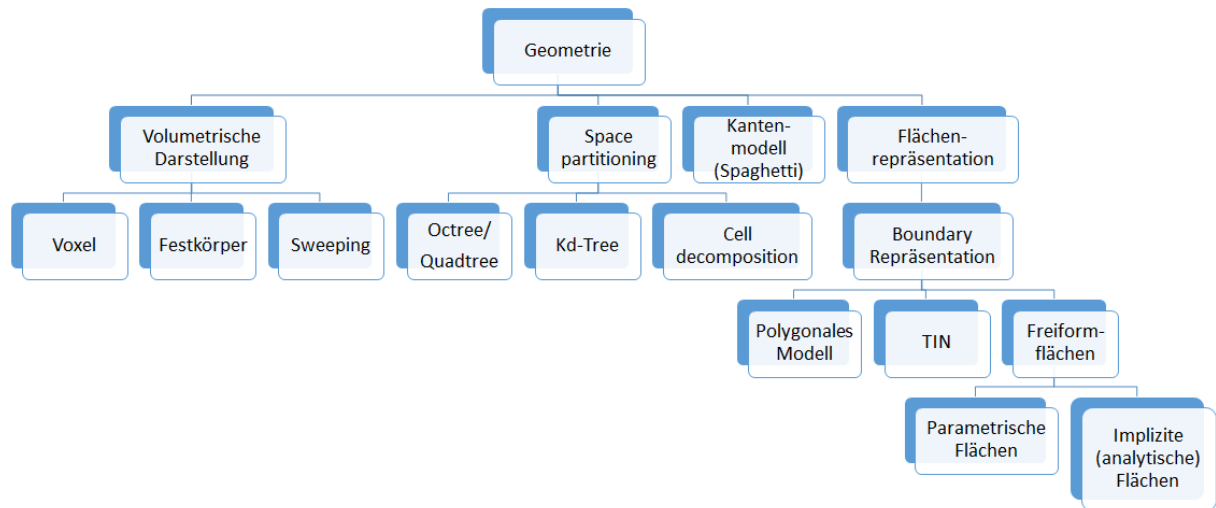 Geometrie
Volumetrische
Darstellung
Space
partitioning
Kanten-
modell
(Spaghetti)
Flächen-
repräsentation
Voxel
Festkörper
Sweeping
Octree/
Quadtree
Kd-Tree
Cell
decomposition
Boundary
Repräsentation
Polygonales
Modell
TIN
Freiform-
flächen
Parametrische
Flächen
Implizite
(analytische)
Flächen